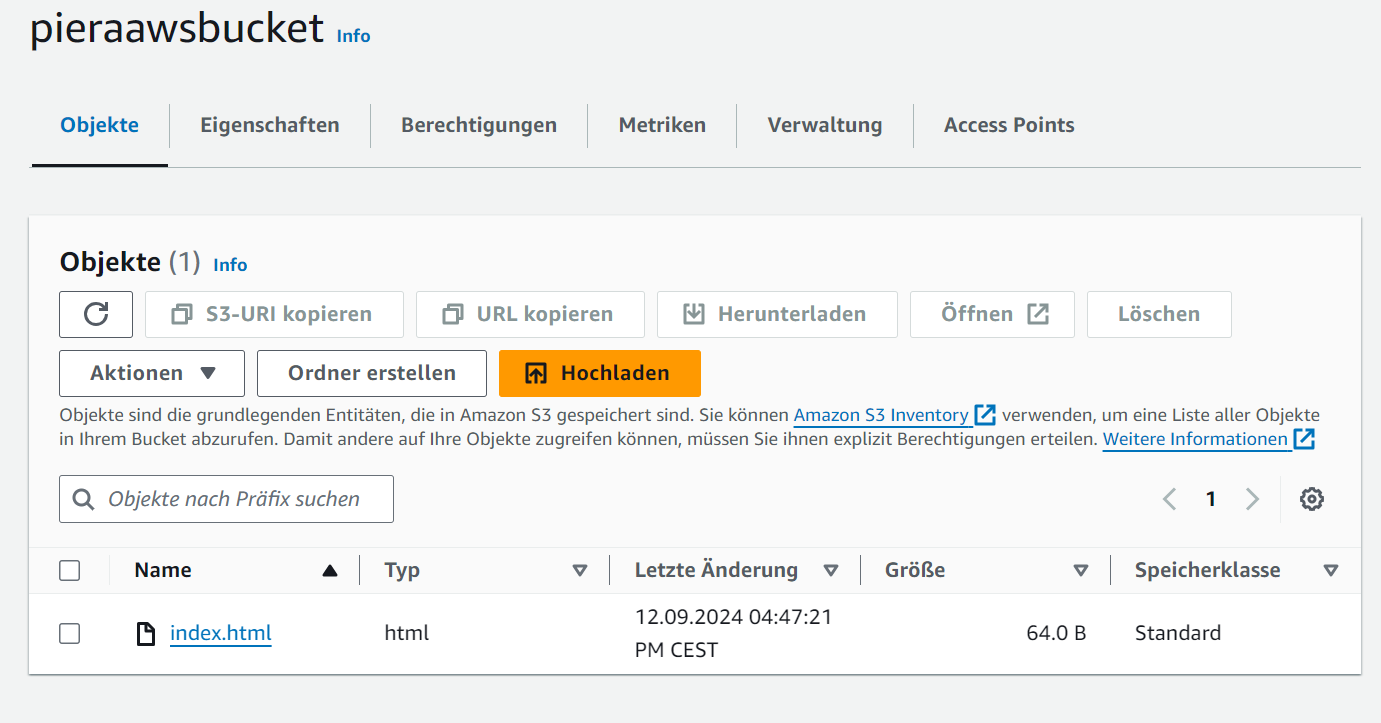 pieraawsbucket Info
Objekte Eigenschaften Berechtigungen Metriken Verwaltung Access Points
Objekte (1) Info
S3-URI kopieren URL kopieren Herunterladen Öffnen Löschen
Aktionen Ordner erstellen Hochladen
Objekte sind die grundlegenden Entitäten, die in Amazon S3 gespeichert sind. Sie können Amazon S3 Inventory verwenden, um eine Liste aller Objekte
in Ihrem Bucket abzurufen. Damit andere auf Ihre Objekte zugreifen können, müssen Sie ihnen explizit Berechtigungen erteilen. Weitere Informationen
Objekte nach Präfix suchen 1
Name Typ Letzte Änderung Größe Speicherklasse
index.html html 12.09.2024 04:47:21 64.0 B Standard
PM CEST